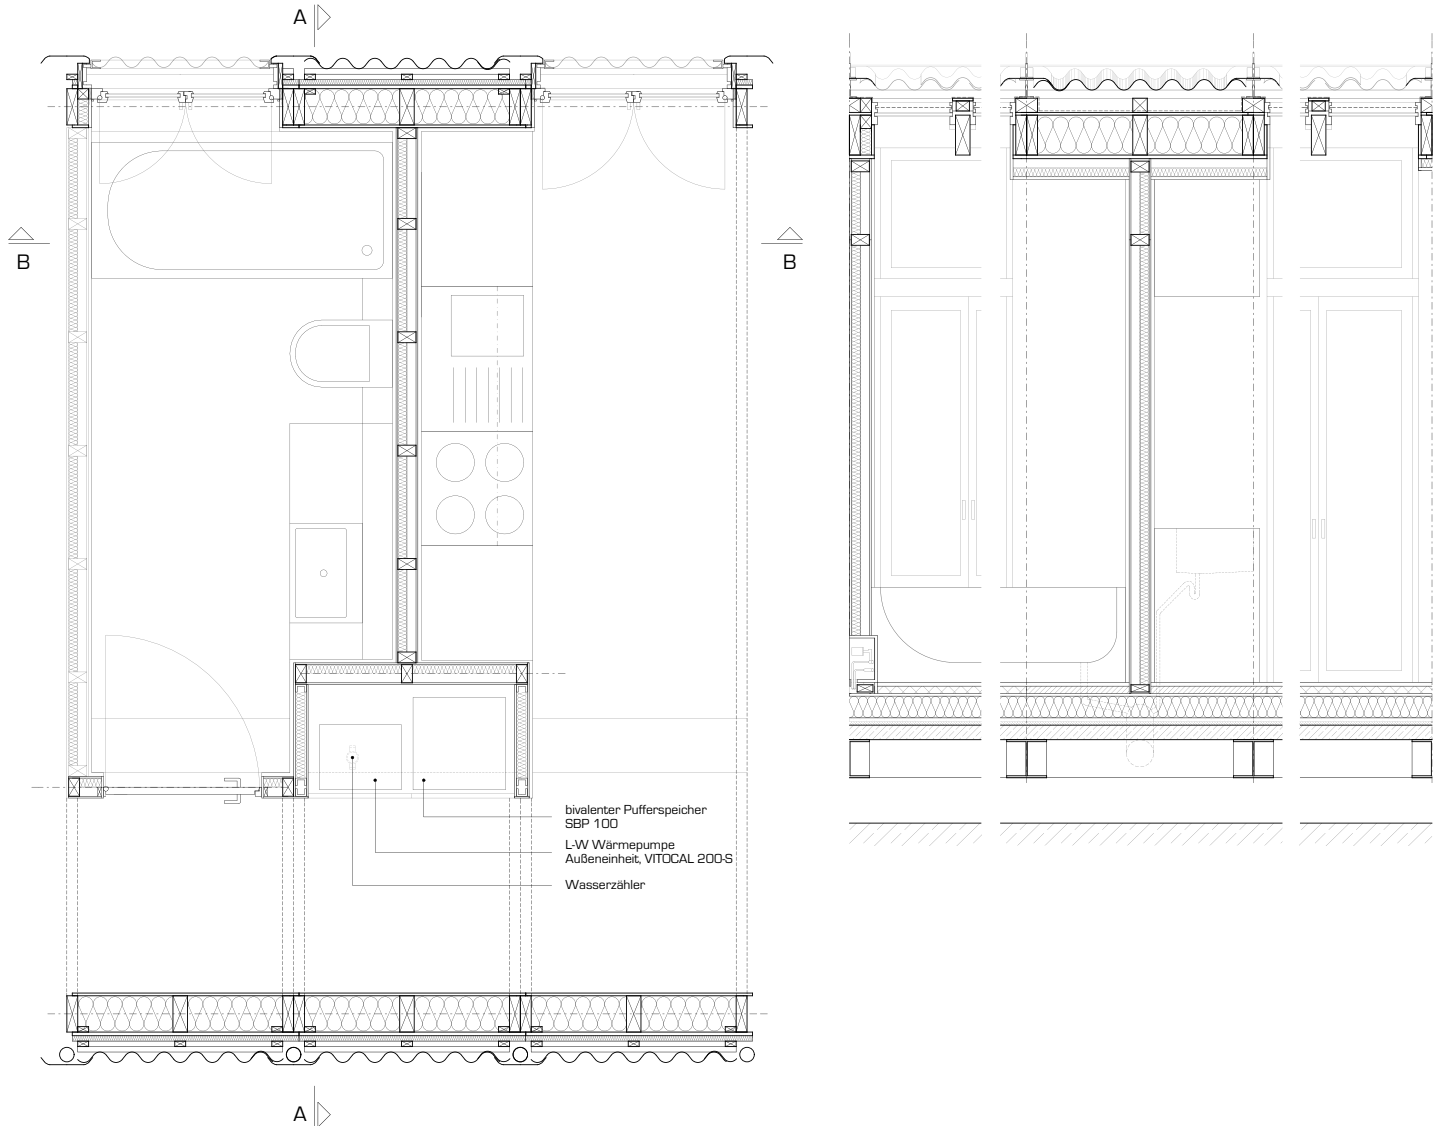 A
B
B
bivalenter Pufferspeicher
SBP 100
L-W Wärmepumpe
Außeneinheit, VITOCAL 200-S
Wasserzähler
A